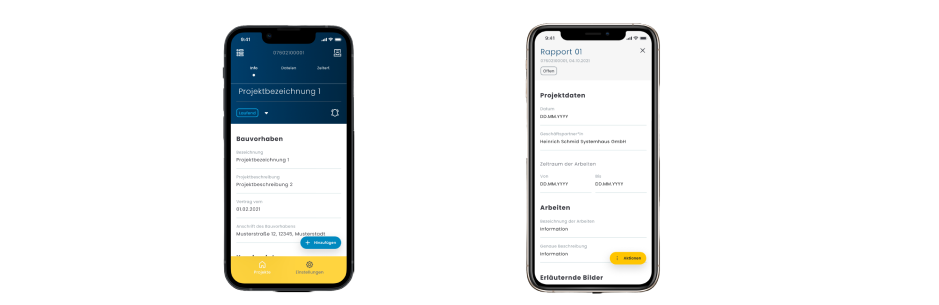 9:41
Info Dateien Zeitarf
Projektbezeichnung 1
Laufend
Bauvorhaben
Bezeichnung
Projektbezeichnung 1
Projektbeschreibung
Projektbeschreibung 2
Vertrag vom
01.02.2021
Anschrift des Bauvorhabens
Musterstraße 12, 12345, Musterstadt
+ Hinzufügen
Projekte Einstellungen
9:41
Rapport 01
Offen
Projektdaten
Datum
DD.MM.YYYY
Geschäftspartner*in
Heinrich Schmid Systemhaus GmbH
Zeitraum der Arbeiten
Von Bis
DD.MM.YYYY DD.MM.YYYY
Arbeiten
Bezeichnung der Arbeiten
Information
Genaue Beschreibung
Information
Aktionen
Erläuternde Bilder